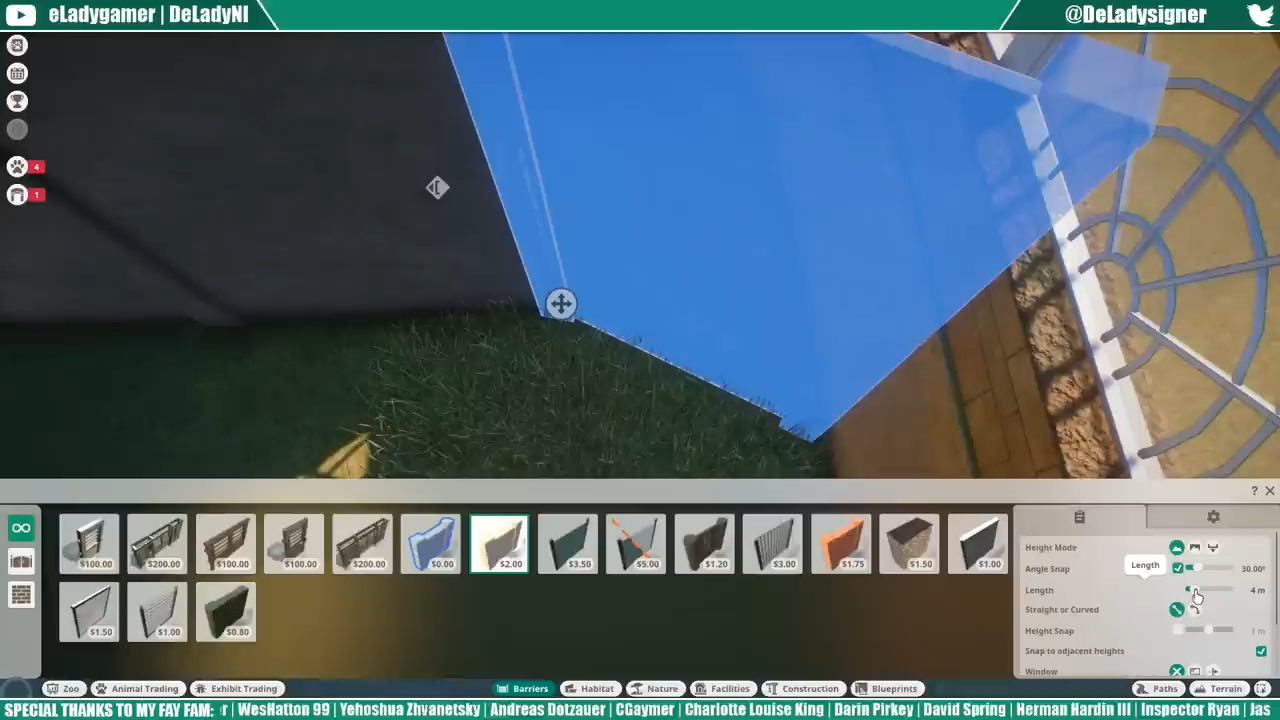 eLadygamer | DeLadyNI
@DeLadysigner
4
1
? ×
$100.00
$200.00
$100.00
$100.00
$200.00
$0.00
$2.00
$3.50
$5.00
$1.20
$3.00
$1.75
$1.50
$1.00
$1.50
$1.00
$0.80
Height Mode
Angle Snap 30.00°
Length
Length 4 m
Straight or Curved
Height Snap 1 m
Snap to adjacent heights
Window
Zoo Animal Trading Exhibit Trading Barriers Habitat Nature Facilities Construction Blueprints Paths Terrain
SPECIAL THANKS TO MY FAY FAM: r | WesHatton 99 | Yehoshua Zhvanetsky | Andreas Dotzauer | CGaymer | Charlotte Louise King | Darin Pirkey | David Spring | Herman Hardin III | Inspector Ryan | Jas